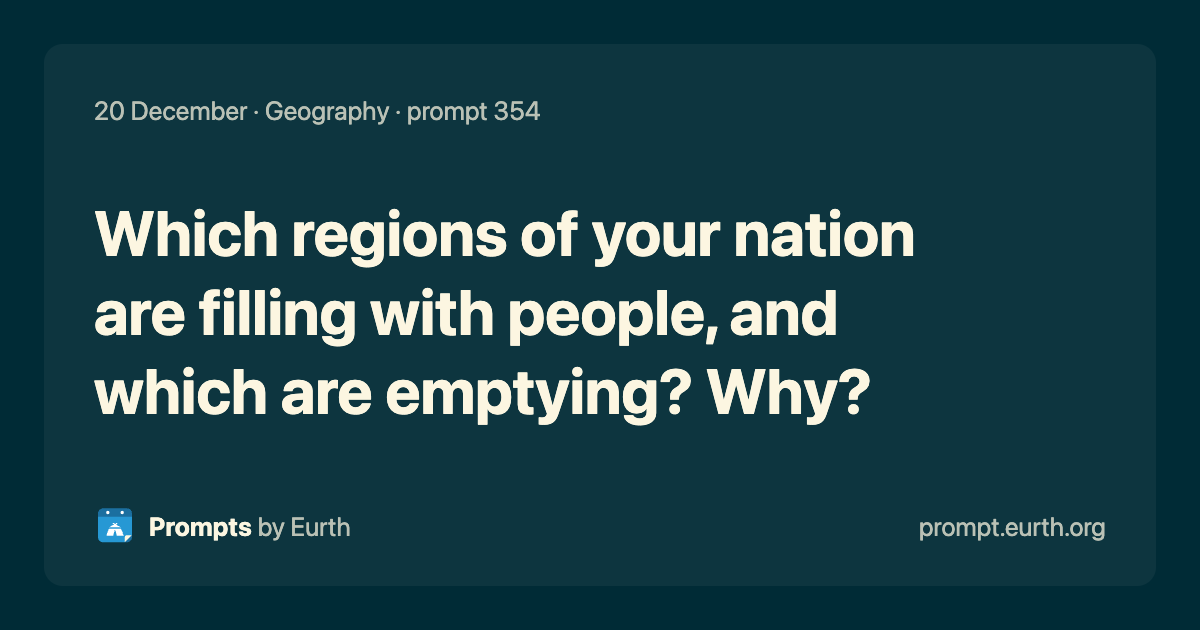 20 December · Geography · prompt 354
Which regions of your nation
are filling with people, and
which are emptying? Why?
Prompts by Eurth
prompt.eurth.org